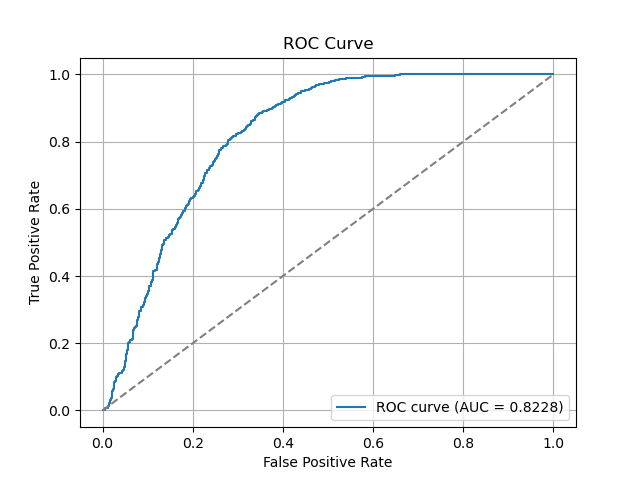 ROC Curve
1.0
0.8
0.6
0.4
0.2
0.0
True Positive Rate
ROC curve (AUC = 0.8228)
0.0 0.2 0.4 0.6 0.8 1.0
False Positive Rate